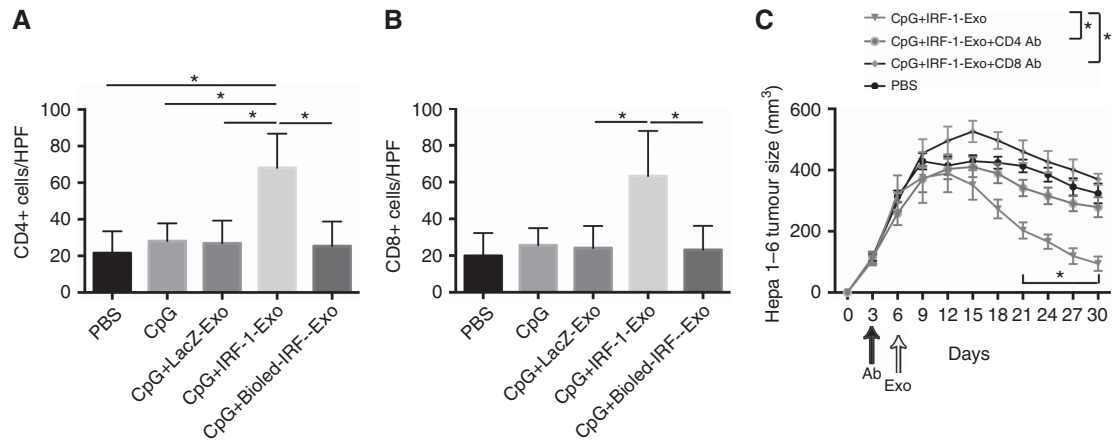 A
CD4+ cells/HPF
100
80
60
40
20
0
*
*
*
*
PBS
CpG
CpG+LacZ-Exo
CpG+IRF-1-Exo
CpG+Bioled-IRF--Exo
B
CD8+ cells/HPF
100
80
60
40
20
0
*
*
PBS
CpG
CpG+LacZ-Exo
CpG+IRF-1-Exo
CpG+Bioled-IRF--Exo
C
CpG+IRF-1-Exo
CpG+IRF-1-Exo+CD4 Ab
CpG+IRF-1-Exo+CD8 Ab
PBS
*
*
Hepa 1–6 tumour size (mm³)
600
400
200
0
*
0 3 6 9 12 15 18 21 24 27 30
Days
Ab
Exo